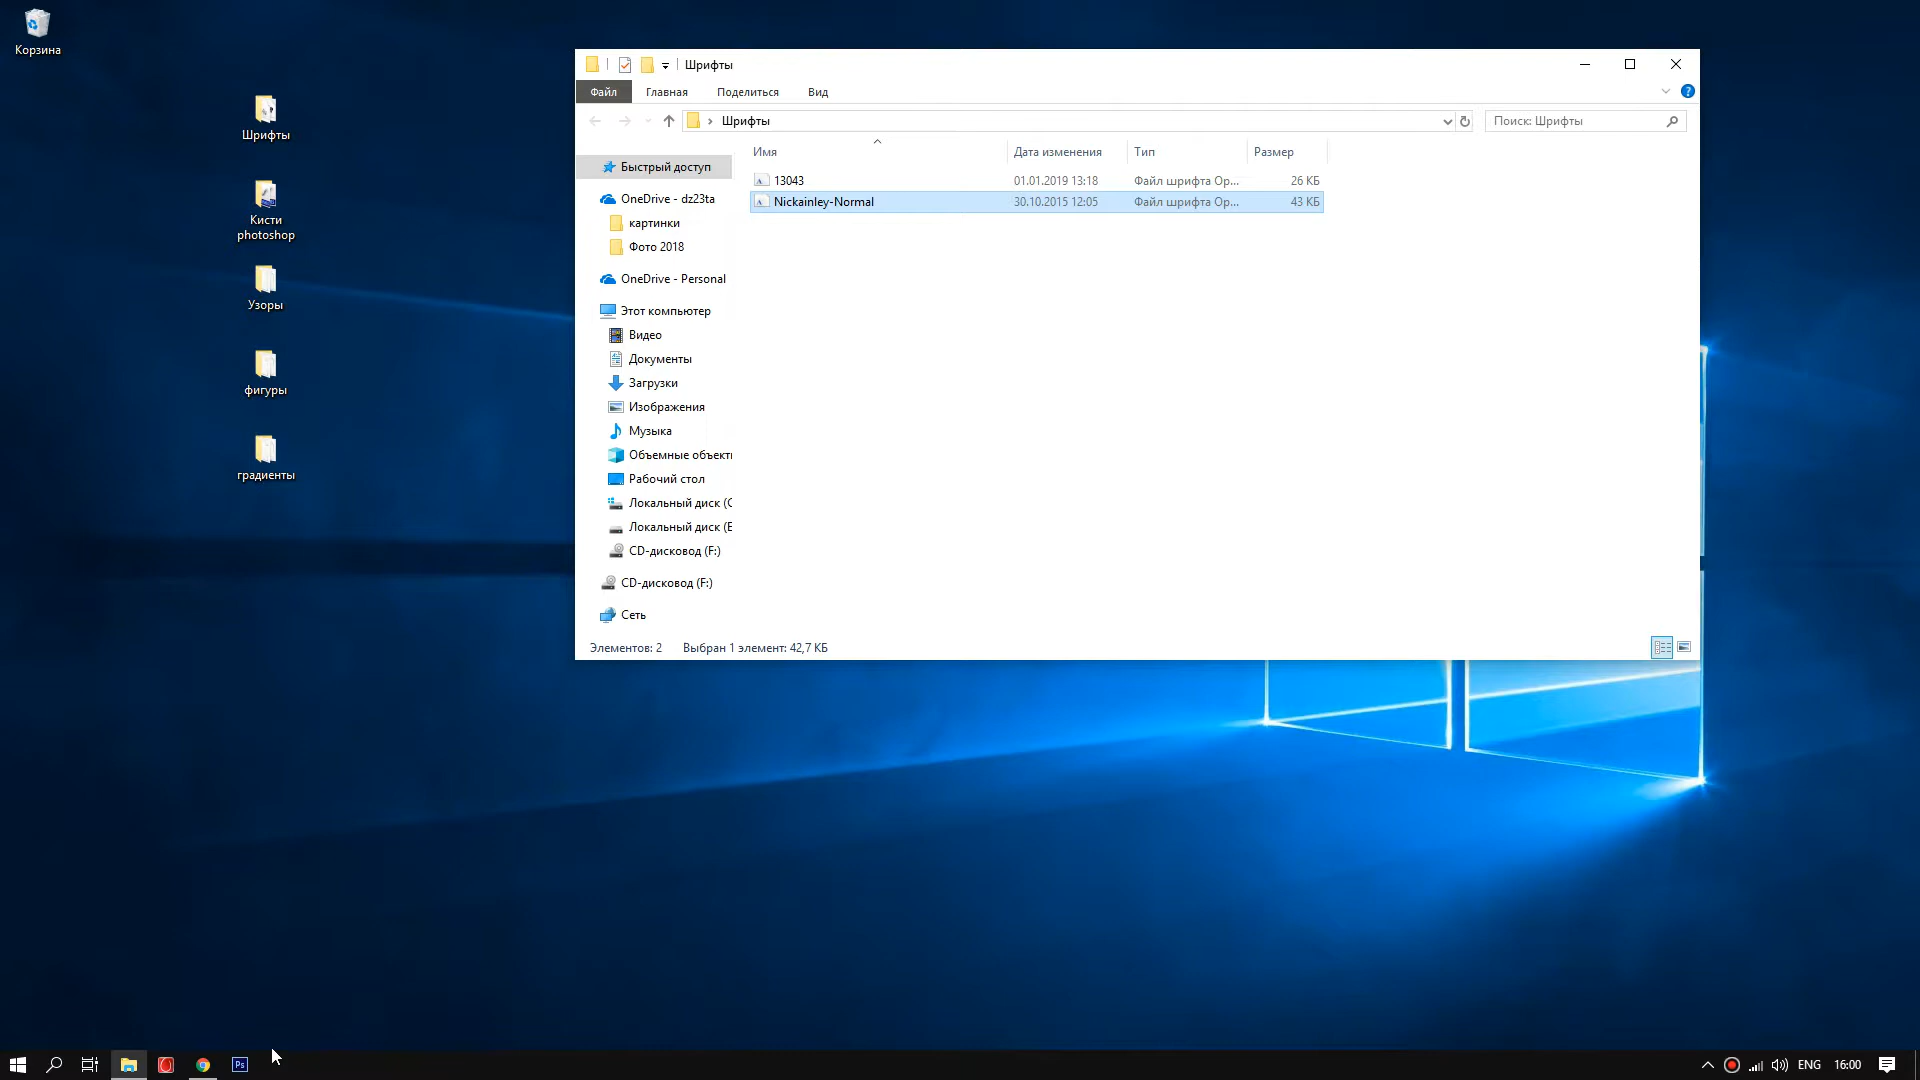 Корзина
Шрифты
Кисти
photoshop
Узоры
фигуры
градиенты
Шрифты
Файл
Главная
Поделиться
Вид
?
Шрифты
Поиск: Шрифты
Имя
Дата изменения
Тип
Размер
13043
01.01.2019 13:18
Файл шрифта Op...
26 КБ
Nickainley-Normal
30.10.2015 12:05
Файл шрифта Op...
43 КБ
Быстрый доступ
OneDrive - dz23ta
картинки
Фото 2018
OneDrive - Personal
Этот компьютер
Видео
Документы
Загрузки
Изображения
Музыка
Объемные объекты
Рабочий стол
Локальный диск (C
Локальный диск (E
CD-дисковод (F:)
CD-дисковод (F:)
Сеть
Элементов: 2
Выбран 1 элемент: 42,7 КБ
Ps
ENG
16:00